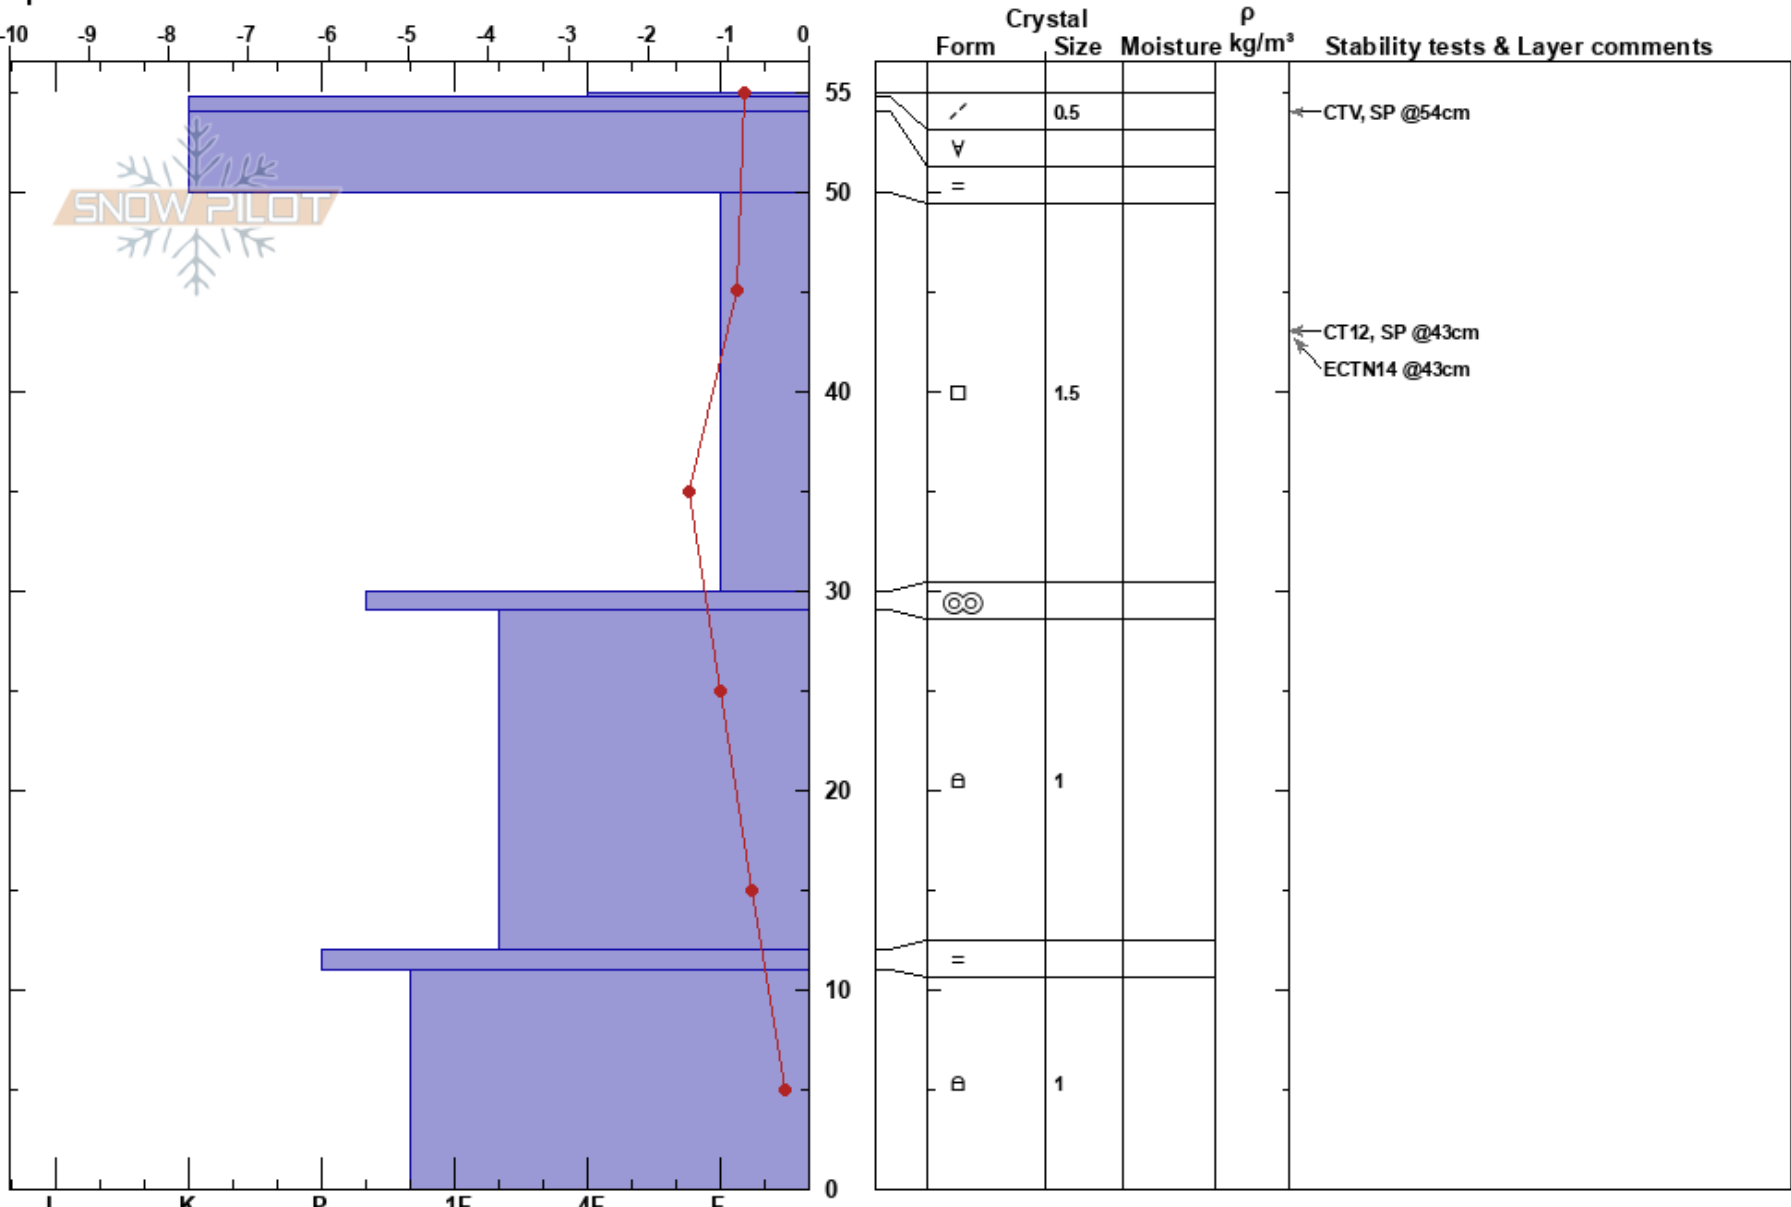 Crystal ρ
-10 -9 -8 -7 -6 -5 -4 -3 -2 -1 0 Form Size Moisture kg/m³ Stability tests & Layer comments
55
0.5 CTV, SP @54cm
=
50
SNOW PILOT
CT12, SP @43cm
ECTN14 @43cm
40 1.5
30
20 1
=
10
1
0
I K P 1F 4F F